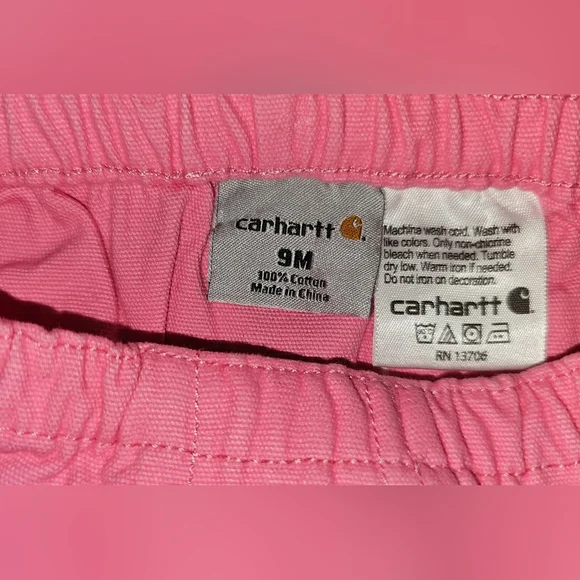 carhartt
9M
100% Cotton
Made in China
Machine wash cold. Wash with
like colors. Only non-chlorine
bleach when needed. Tumble
dry low. Warm iron if needed.
Do not iron on decoration.
carhartt
RN 13706